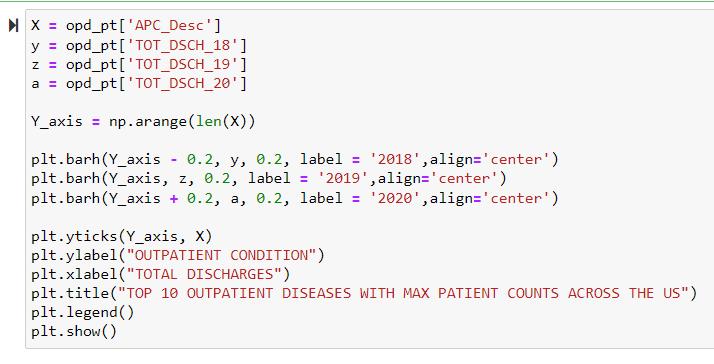 X = opd_pt['APC_Desc']
y = opd_pt['TOT_DSCH_18']
z = opd_pt['TOT_DSCH_19']
a = opd_pt['TOT_DSCH_20']
Y_axis = np.arange(len(X))
plt.barh(Y_axis - 0.2, y, 0.2, label = '2018',align='center')
plt.barh(Y_axis, z, 0.2, label = '2019',align='center')
plt.barh(Y_axis + 0.2, a, 0.2, label = '2020',align='center')
plt.yticks(Y_axis, X)
plt.ylabel("OUTPATIENT CONDITION")
plt.xlabel("TOTAL DISCHARGES")
plt.title("TOP 10 OUTPATIENT DISEASES WITH MAX PATIENT COUNTS ACROSS THE US")
plt.legend()
plt.show()